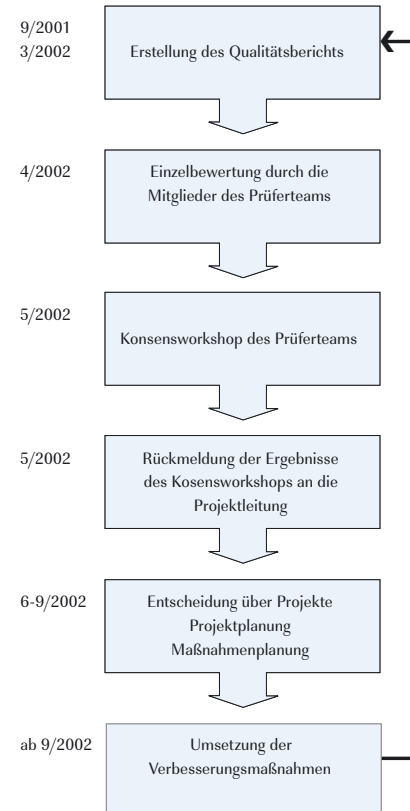 9/2001
3/2002
Erstellung des Qualitätsberichts
4/2002
Einzelbewertung durch die
Mitglieder des Prüferteams
5/2002
Konsensworkshop des Prüferteams
5/2002
Rückmeldung der Ergebnisse
des Kosensworkshops an die
Projektleitung
6-9/2002
Entscheidung über Projekte
Projektplanung
Maßnahmenplanung
ab 9/2002
Umsetzung der
Verbesserungsmaßnahmen